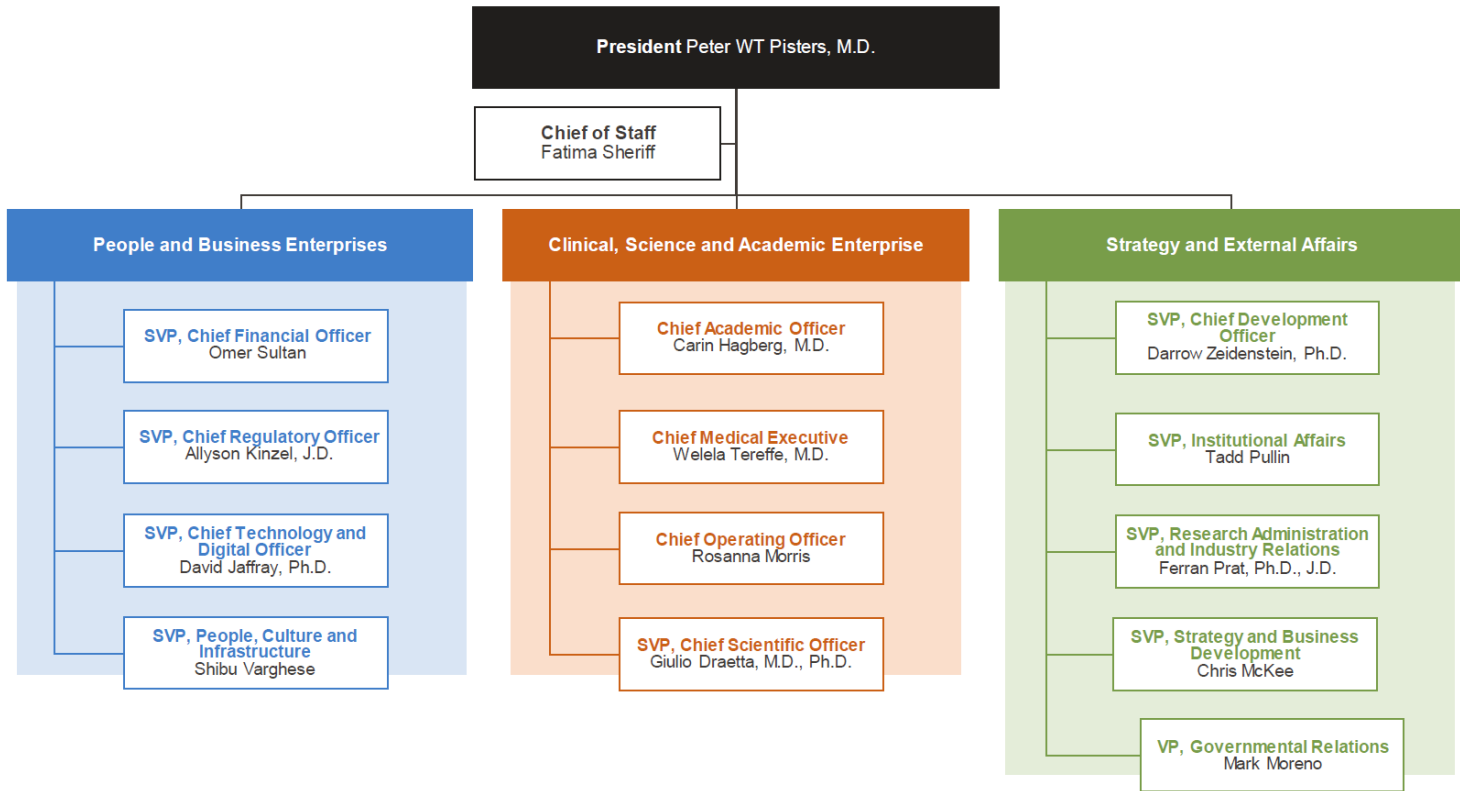 President Peter WT Pisters, M.D.
Chief of Staff
Fatima Sheriff
People and Business Enterprises
SVP, Chief Financial Officer
Omer Sultan
SVP, Chief Regulatory Officer
Allyson Kinzel, J.D.
SVP, Chief Technology and
Digital Officer
David Jaffray, Ph.D.
SVP, People, Culture and
Infrastructure
Shibu Varghese
Clinical, Science and Academic Enterprise
Chief Academic Officer
Carin Hagberg, M.D.
Chief Medical Executive
Welela Tereffe, M.D.
Chief Operating Officer
Rosanna Morris
SVP, Chief Scientific Officer
Giulio Draetta, M.D., Ph.D.
Strategy and External Affairs
SVP, Chief Development
Officer
Darrow Zeidenstein, Ph.D.
SVP, Institutional Affairs
Tadd Pullin
SVP, Research Administration
and Industry Relations
Ferran Prat, Ph.D., J.D.
SVP, Strategy and Business
Development
Chris McKee
VP, Governmental Relations
Mark Moreno